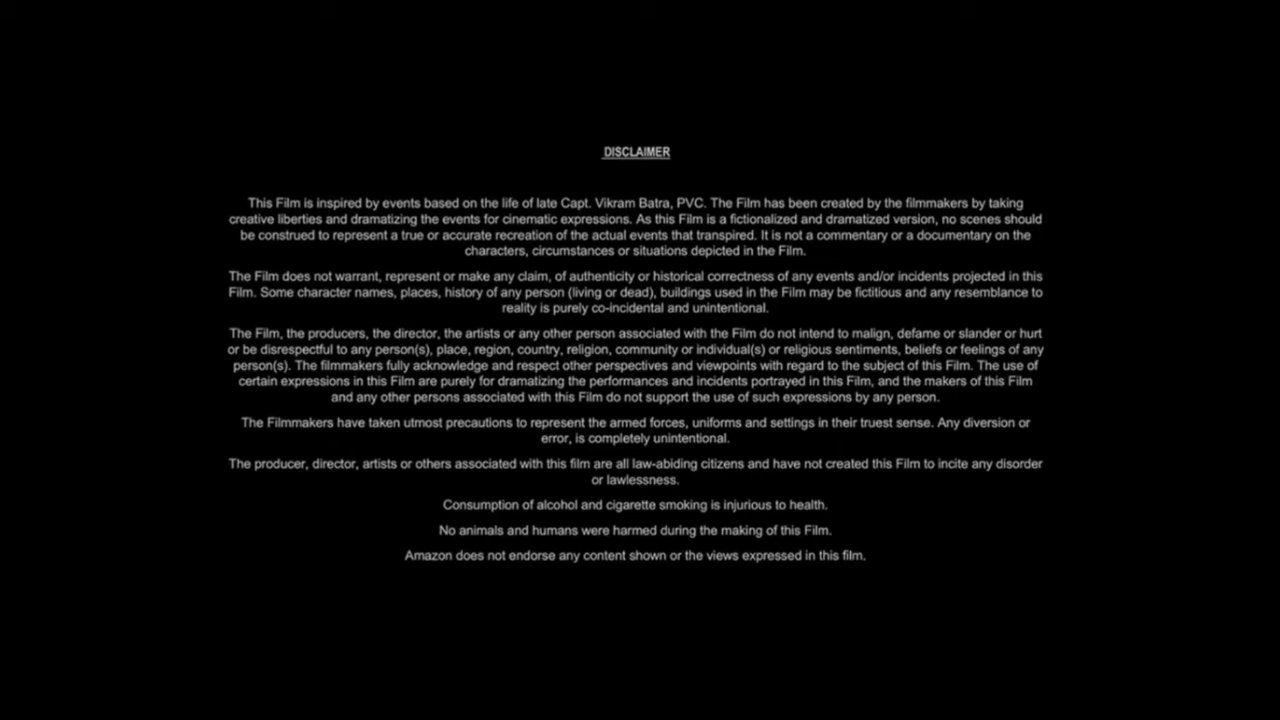 DISCLAIMER
This Film is inspired by events based on the life of late Capt. Vikram Batra, PVC. The Film has been created by the filmmakers by taking
creative liberties and dramatizing the events for cinematic expressions. As this Film is a fictionalized and dramatized version, no scenes should
be construed to represent a true or accurate recreation of the actual events that transpired. It is not a commentary or a documentary on the
characters, circumstances or situations depicted in the Film.
The Film does not warrant, represent or make any claim, of authenticity or historical correctness of any events and/or incidents projected in this
Film. Some character names, places, history of any person (living or dead), buildings used in the Film may be fictitious and any resemblance to
reality is purely co-incidental and unintentional.
The Film, the producers, the director, the artists or any other person associated with the Film do not intend to malign, defame or slander or hurt
or be disrespectful to any person(s), place, region, country, religion, community or individual(s) or religious sentiments, beliefs or feelings of any
person(s). The filmmakers fully acknowledge and respect other perspectives and viewpoints with regard to the subject of this Film. The use of
certain expressions in this Film are purely for dramatizing the performances and incidents portrayed in this Film, and the makers of this Film
and any other persons associated with this Film do not support the use of such expressions by any person.
The Filmmakers have taken utmost precautions to represent the armed forces, uniforms and settings in their truest sense. Any diversion or
error, is completely unintentional.
The producer, director, artists or others associated with this film are all law-abiding citizens and have not created this Film to incite any disorder
or lawlessness.
Consumption of alcohol and cigarette smoking is injurious to health.
No animals and humans were harmed during the making of this Film.
Amazon does not endorse any content shown or the views expressed in this film.